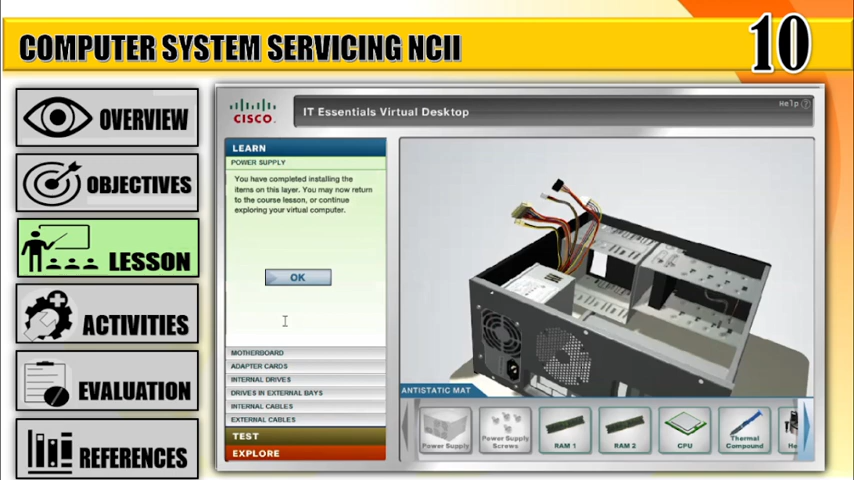 COMPUTER SYSTEM SERVICING NCII
10
OVERVIEW
OBJECTIVES
LESSON
ACTIVITIES
EVALUATION
REFERENCES
CISCO
IT Essentials Virtual Desktop
Help ?
LEARN
POWER SUPPLY
You have completed installing the
items on this layer. You may now return
to the course lesson, or continue
exploring your virtual computer.
OK
MOTHERBOARD
ADAPTER CARDS
INTERNAL DRIVES
DRIVES IN EXTERNAL BAYS
INTERNAL CABLES
EXTERNAL CABLES
TEST
EXPLORE
ANTISTATIC MAT
Power Supply
Power Supply
Screws
RAM 1
RAM 2
CPU
Thermal
Compound